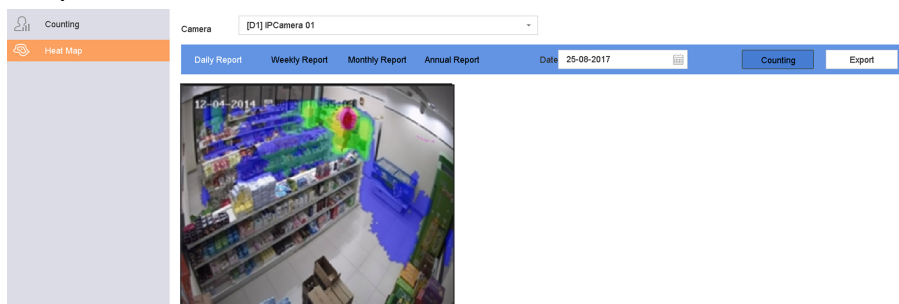 Counting
Heat Map
Camera
[D1] IPCamera 01
Daily Report
Weekly Report
Monthly Report
Annual Report
Date
25-08-2017
Counting
Export
12-04-2014